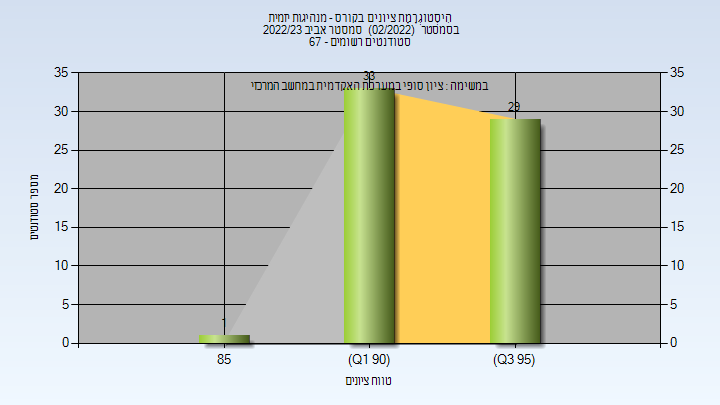 היסטוגרמת ציונים בקורס - מנהיגות יזמית
בסמסטר (02/2022) סמסטר אביב 2022/23
סטודנטים רשומים - 67
במשימה : ציון סופי במערכת האקדמית במחשב המרכזי
35
30
25
20
15
10
5
0
35
30
25
20
15
10
5
0
מספר סטודנטים
1
33
29
85
(Q1 90)
(Q3 95)
טווח ציונים